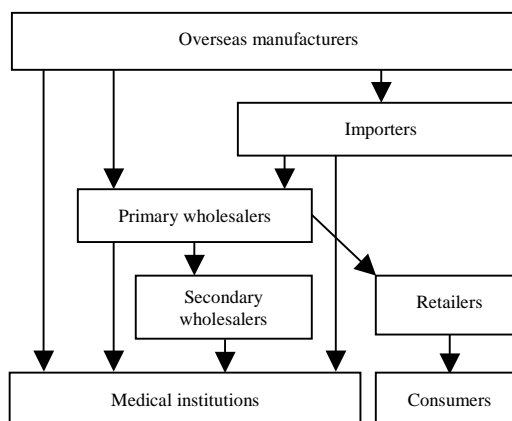 Overseas manufacturers
Importers
Primary wholesalers
Secondary
wholesalers
Retailers
Medical institutions
Consumers